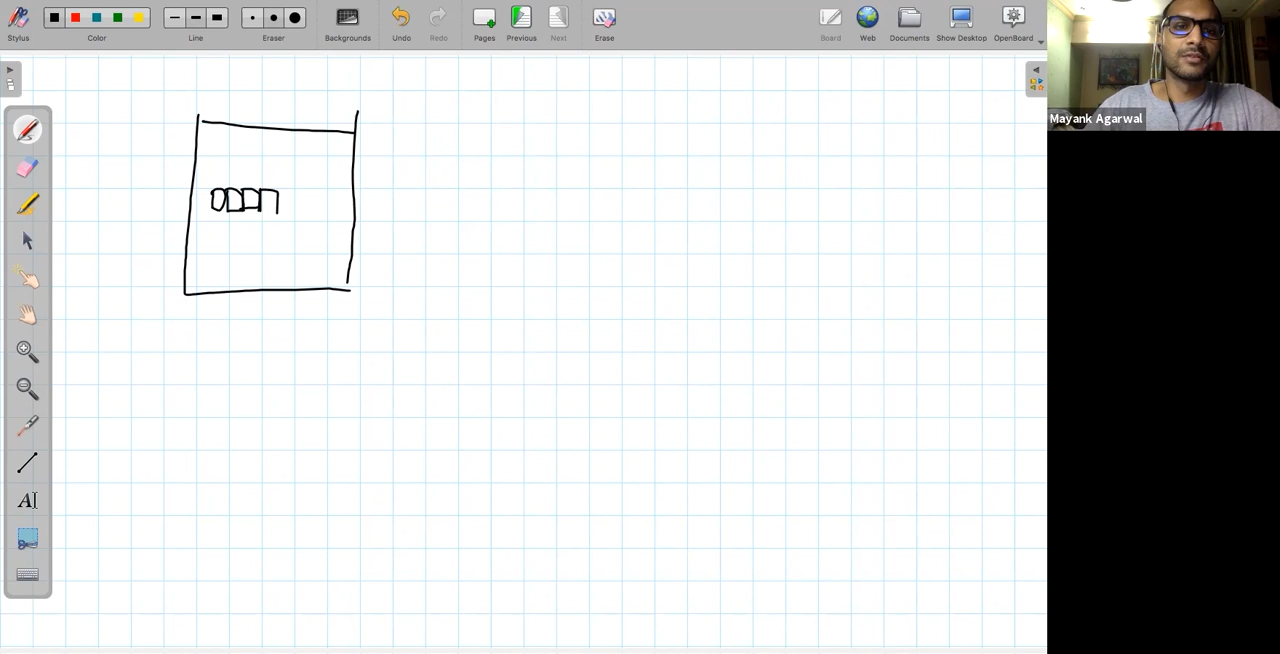 Stylus Color Line Eraser Backgrounds Undo Redo Pages Previous Next Erase Board Web Documents Show Desktop OpenBoard
Mayank Agarwal
A